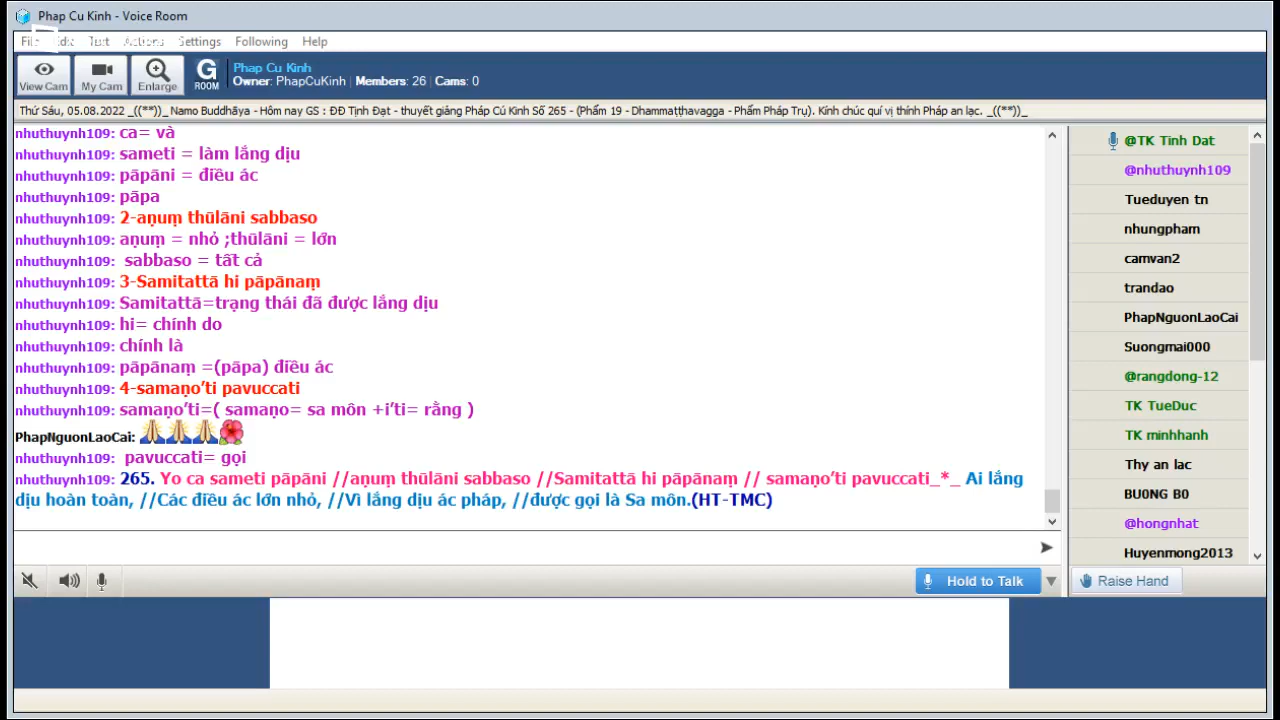 Phap Cu Kinh - Voice Room
Text Actions Settings Following Help
View Cam My Cam Enlarge G ROOM Phap Cu Kinh
Owner: PhapCuKinh | Members: 26 | Cams: 0
Thứ Sáu, 05.08.2022 _((**))_ Namo Buddhāya - Hôm nay GS : ĐĐ Tịnh Đạt - thuyết giảng Pháp Cú Kinh Số 265 - (Phẩm 19 - Dhammaṭṭhavagga - Phẩm Pháp Trụ). Kính chúc quí vị thính Pháp an lạc. _((**))_
nhuthuynh109: ca= và
nhuthuynh109: sameti = làm lắng dịu
nhuthuynh109: pāpāni = điều ác
nhuthuynh109: pāpa
nhuthuynh109: 2-aṇuṃ thūlāni sabbaso
nhuthuynh109: aṇuṃ = nhỏ ;thūlāni = lớn
nhuthuynh109: sabbaso = tất cả
nhuthuynh109: 3-Samitattā hi pāpānaṃ
nhuthuynh109: Samitattā=trạng thái đã được lắng dịu
nhuthuynh109: hi= chính do
nhuthuynh109: chính là
nhuthuynh109: pāpānaṃ =(pāpa) điều ác
nhuthuynh109: 4-samaṇo’ti pavuccati
nhuthuynh109: samaṇo’ti=( samaṇo= sa môn +i’ti= rằng )
PhapNguonLaoCai:
nhuthuynh109: pavuccati= gọi
nhuthuynh109: 265. Yo ca sameti pāpāni //aṇuṃ thūlāni sabbaso //Samitattā hi pāpānaṃ // samaṇo’ti pavuccati_*_ Ai lắng
dịu hoàn toàn, //Các điều ác lớn nhỏ, //Vì lắng dịu ác pháp, //được gọi là Sa môn.(HT-TMC)
@TK Tinh Dat
@nhuthuynh109
Tueduyen tn
nhungpham
camvan2
trandao
PhapNguonLaoCai
Suongmai000
@rangdong-12
TK TueDuc
TK minhhanh
Thy an lac
BU0NG B0
@hongnhat
Huyenmong2013
Hold to Talk
Raise Hand